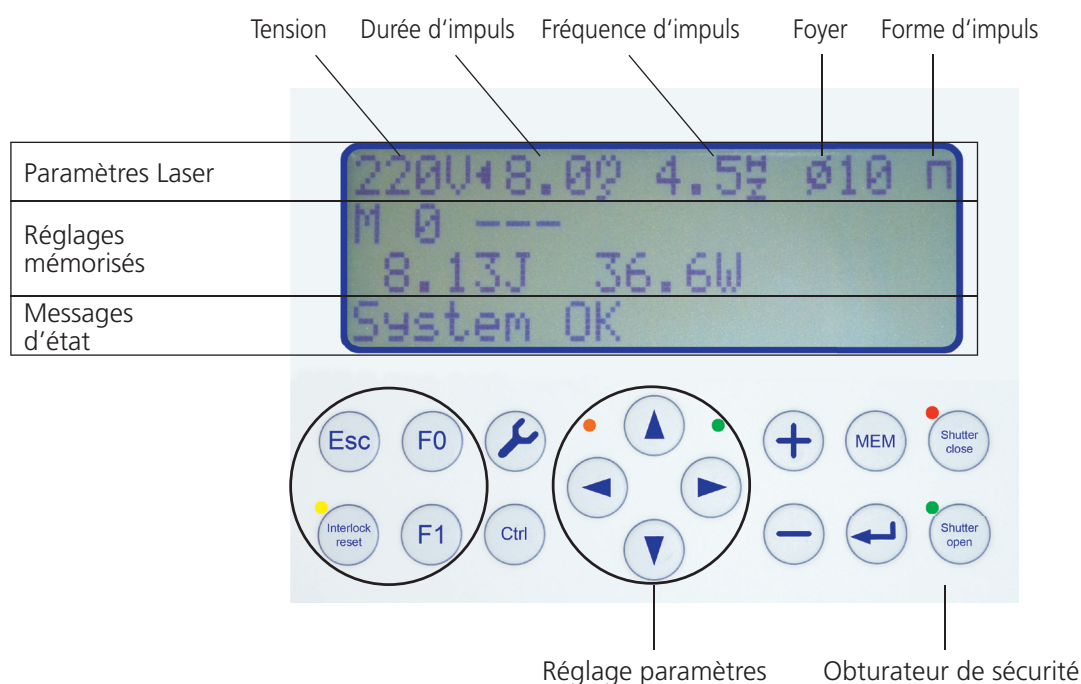 Tension Durée d‘impuls Fréquence d‘impuls Foyer Forme d‘impuls
Paramètres Laser
220V 8.0 4.5Hz ø10
Réglages
mémorisés
M 0 ---
8.13J 36.6W
Messages
d‘état
System OK
Esc F0 MEM Shutter
close
Interlock
reset F1 Ctrl Shutter
open
Réglage paramètres Obturateur de sécurité